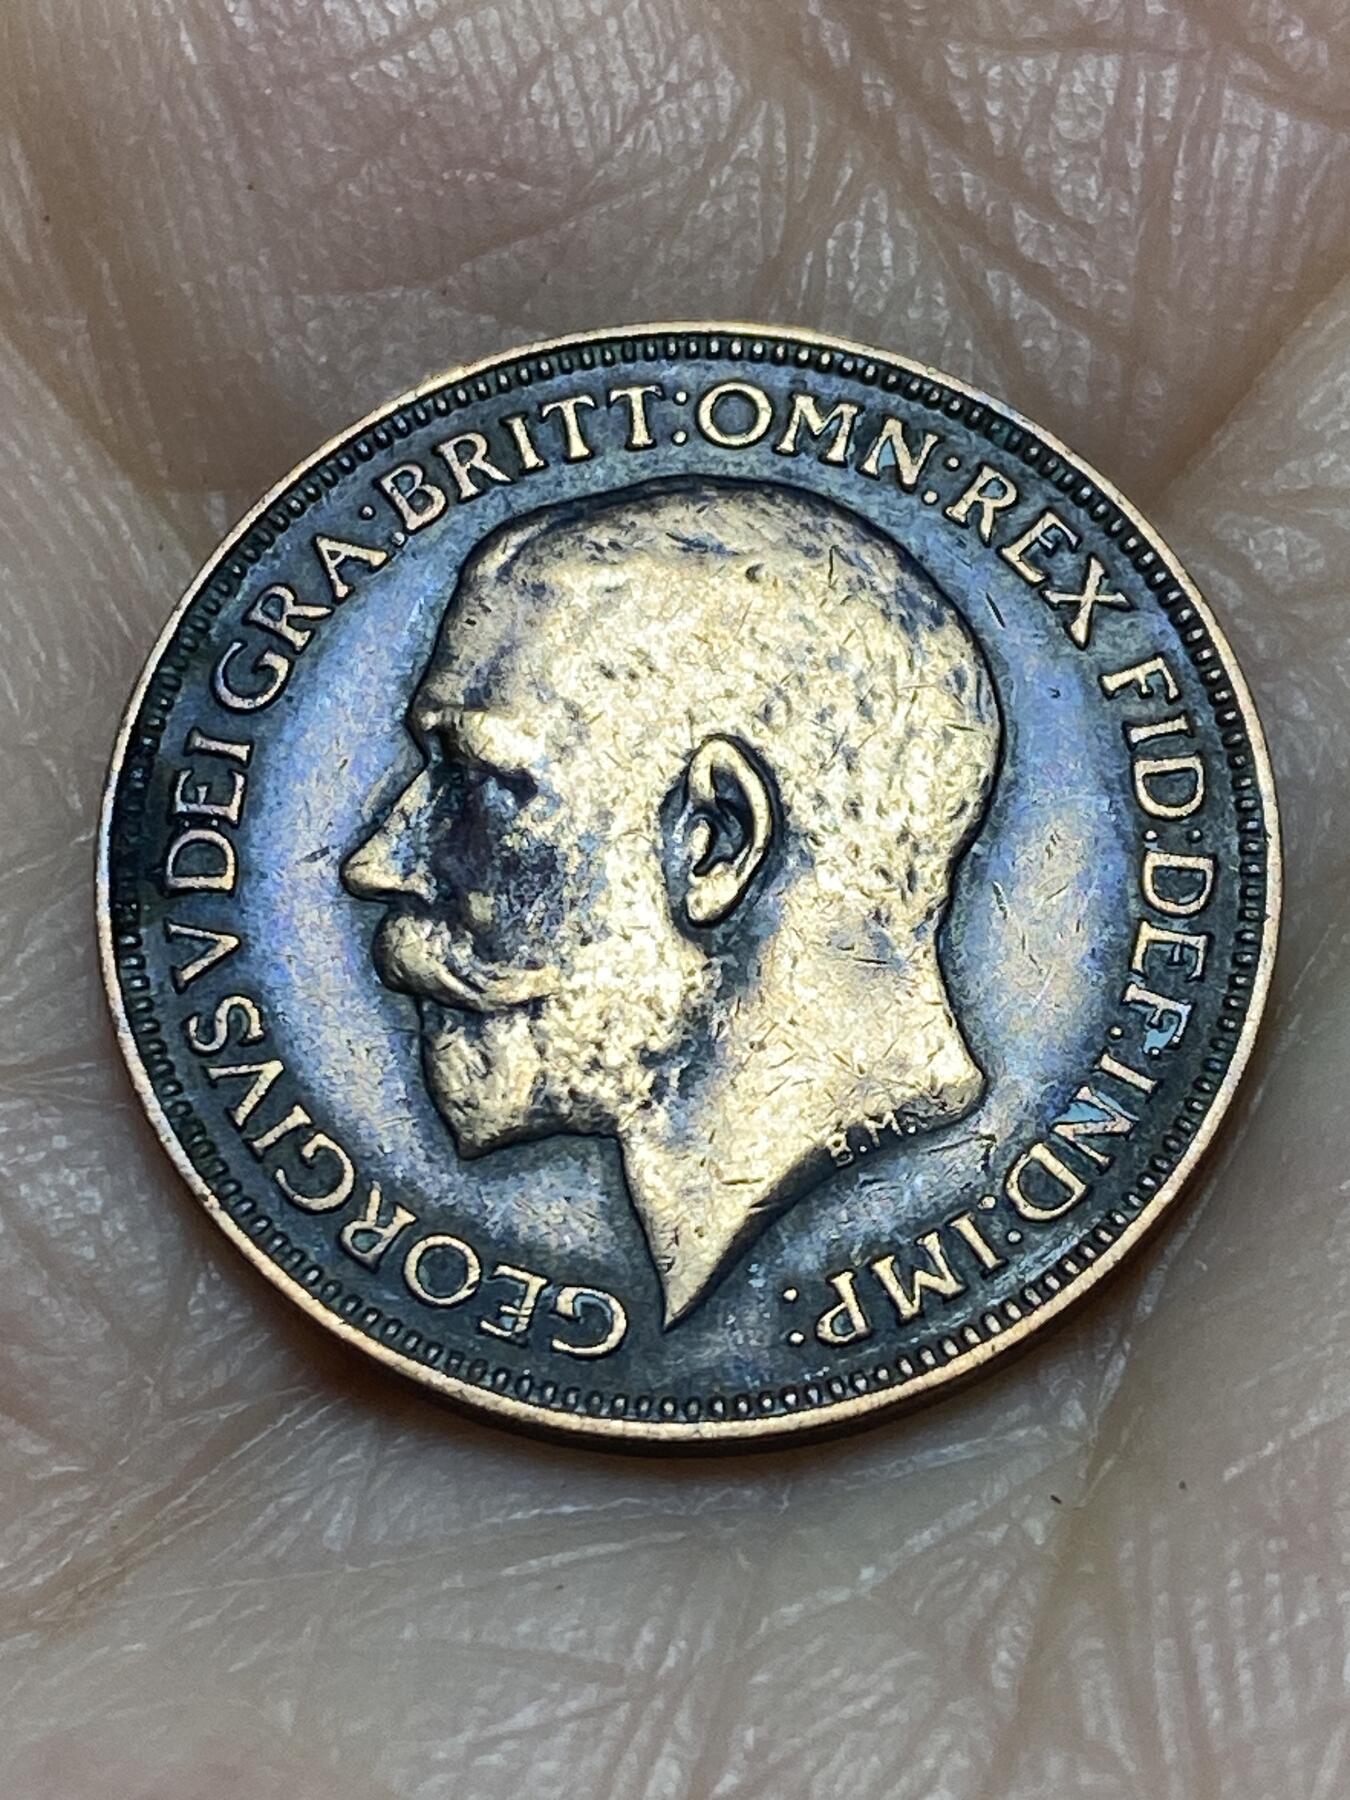 GEORGIVS V DEI GRA:BRITT:OMN:REX FID:DEF:IND:IMP:
B.M.